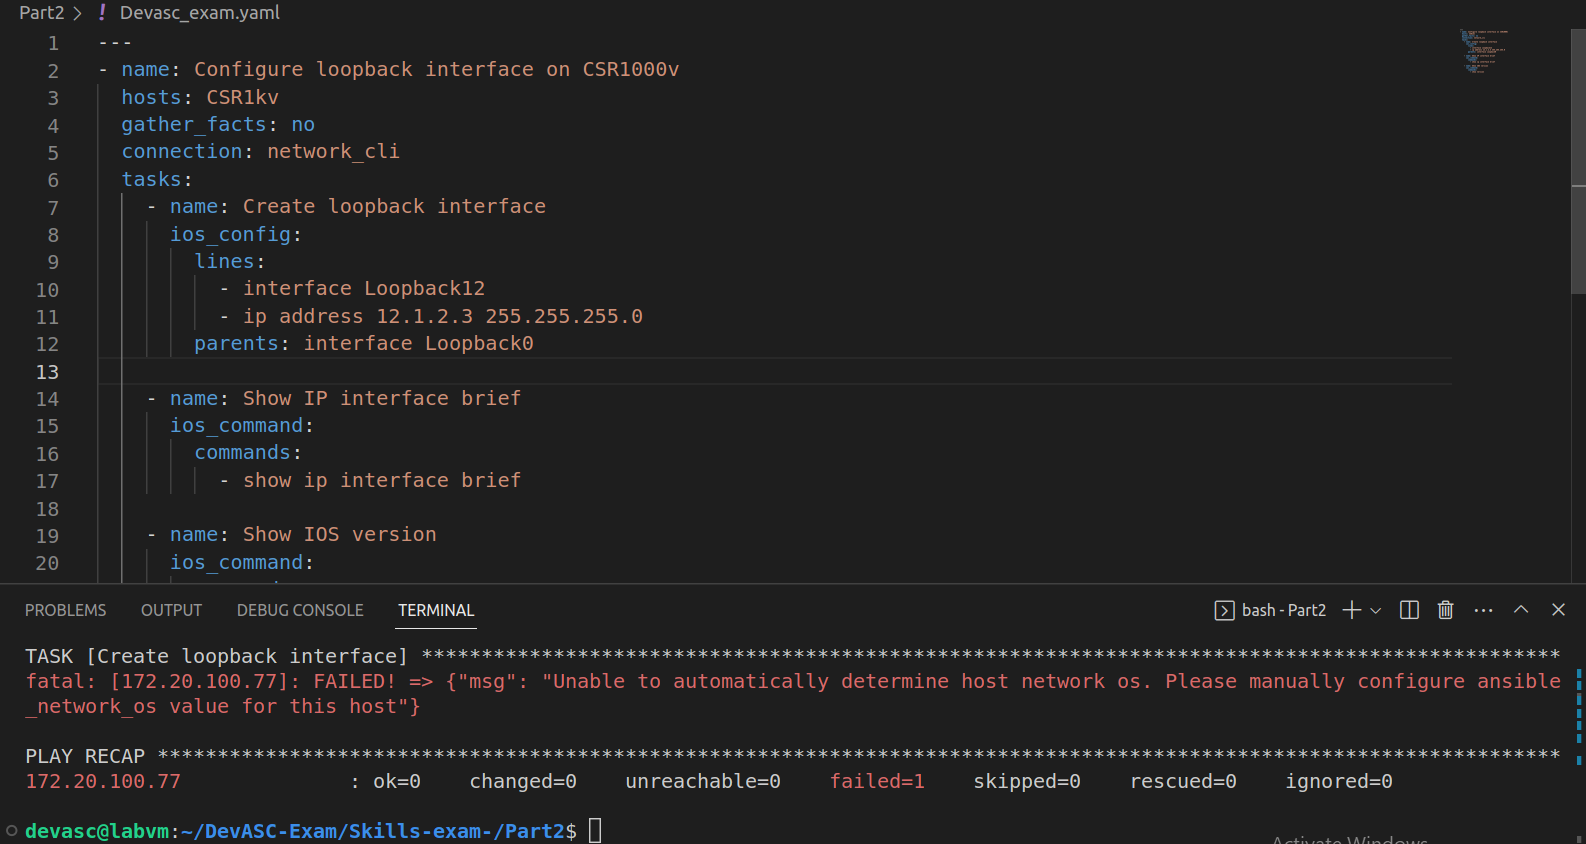 Part2 > ! Devasc_exam.yaml
1 ---
2 - name: Configure loopback interface on CSR1000v
3 hosts: CSR1kv
4 gather_facts: no
5 connection: network_cli
6 tasks:
7 - name: Create loopback interface
8 ios_config:
9 lines:
10 - interface Loopback12
11 - ip address 12.1.2.3 255.255.255.0
12 parents: interface Loopback0
13
14 - name: Show IP interface brief
15 ios_command:
16 commands:
17 - show ip interface brief
18
19 - name: Show IOS version
20 ios_command:
PROBLEMS OUTPUT DEBUG CONSOLE TERMINAL bash - Part2
TASK [Create loopback interface] ***********************************************************************************************
fatal: [172.20.100.77]: FAILED! => {"msg": "Unable to automatically determine host network os. Please manually configure ansible
_network_os value for this host"}
PLAY RECAP *********************************************************************************************************************
172.20.100.77 : ok=0 changed=0 unreachable=0 failed=1 skipped=0 rescued=0 ignored=0
devasc@labvm:~/DevASC-Exam/Skills-exam-/Part2$
Activate Windows